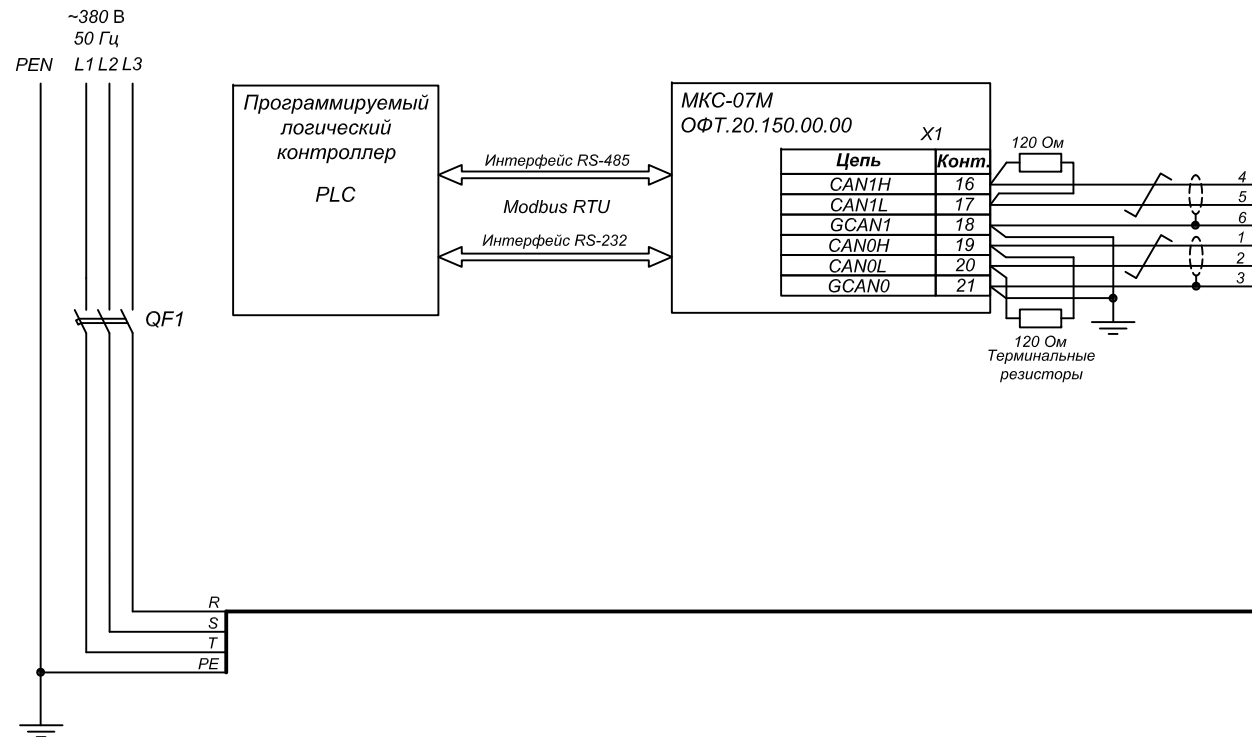 ~380 В
50 Гц
PEN L1 L2 L3
Программируемый
логический
контроллер
PLC
Интерфейс RS-485
Modbus RTU
Интерфейс RS-232
МКС-07М
ОФТ.20.150.00.00
X1
Цепь Конт.
CAN1H 16
CAN1L 17
GCAN1 18
CAN0H 19
CAN0L 20
GCAN0 21
120 Ом
4
5
6
1
2
3
120 Ом
Терминальные
резисторы
QF1
R
S
T
PE